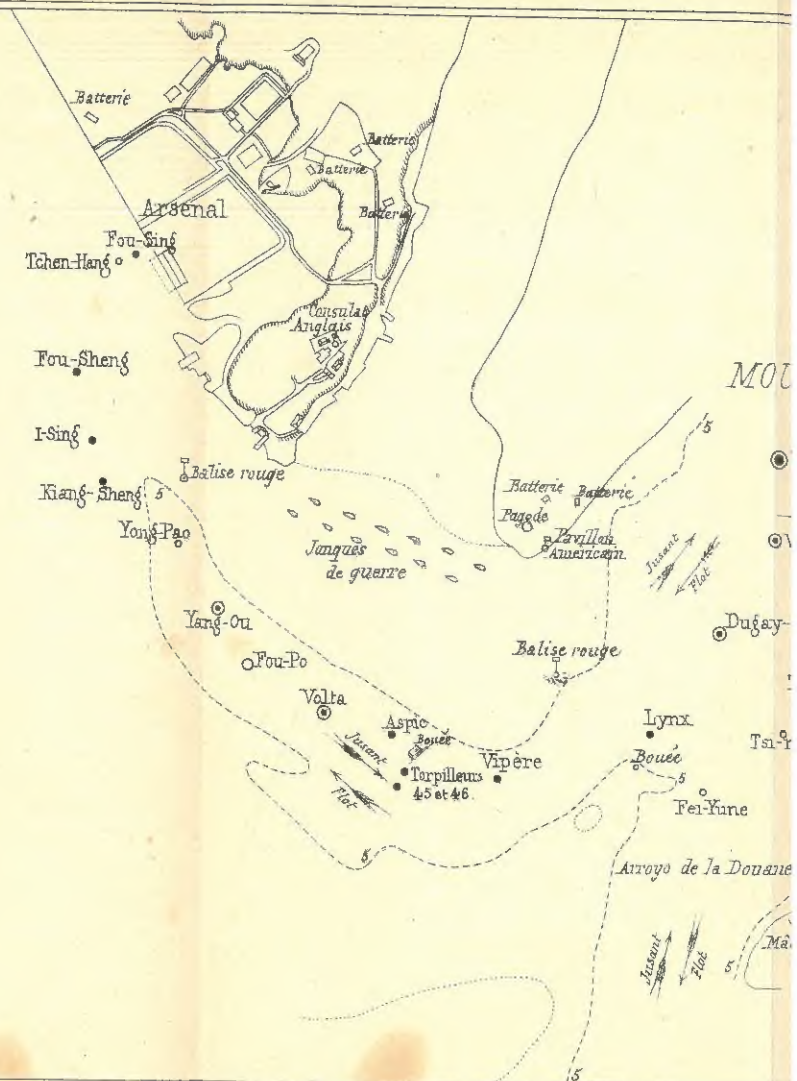 Batterie
Batterie
Batterie
Batterie
Arsenal
Fou-Sing
Tchen-Hang
Consulat
Anglais
Fou-Sheng
MOU
I-Sing
Balise rouge
Kiang-Sheng
5
5
Batterie
Batterie
Pagode
Yong-Pao
Pavillon
Américain
Jonques
de guerre
Jusant
Flot
V
Yang-Ou
Dugay-
Fou-Po
Balise rouge
Volta
Aspic
Lynx
Jusant
Bouée
Tsi-Y
Vipère
Bouée
Torpilleurs
45 et 46.
Flot
5
Fei-Yune
5
Arroyo de la Douane
Jusant
Flot
5
Mâ
5